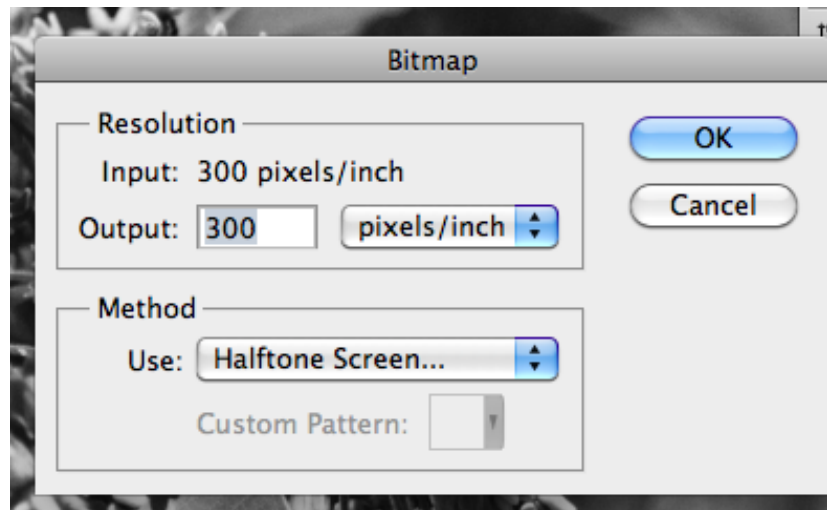 Bitmap
Resolution
Input: 300 pixels/inch
Output: 300 pixels/inch
OK
Cancel
Method
Use: Halftone Screen...
Custom Pattern: